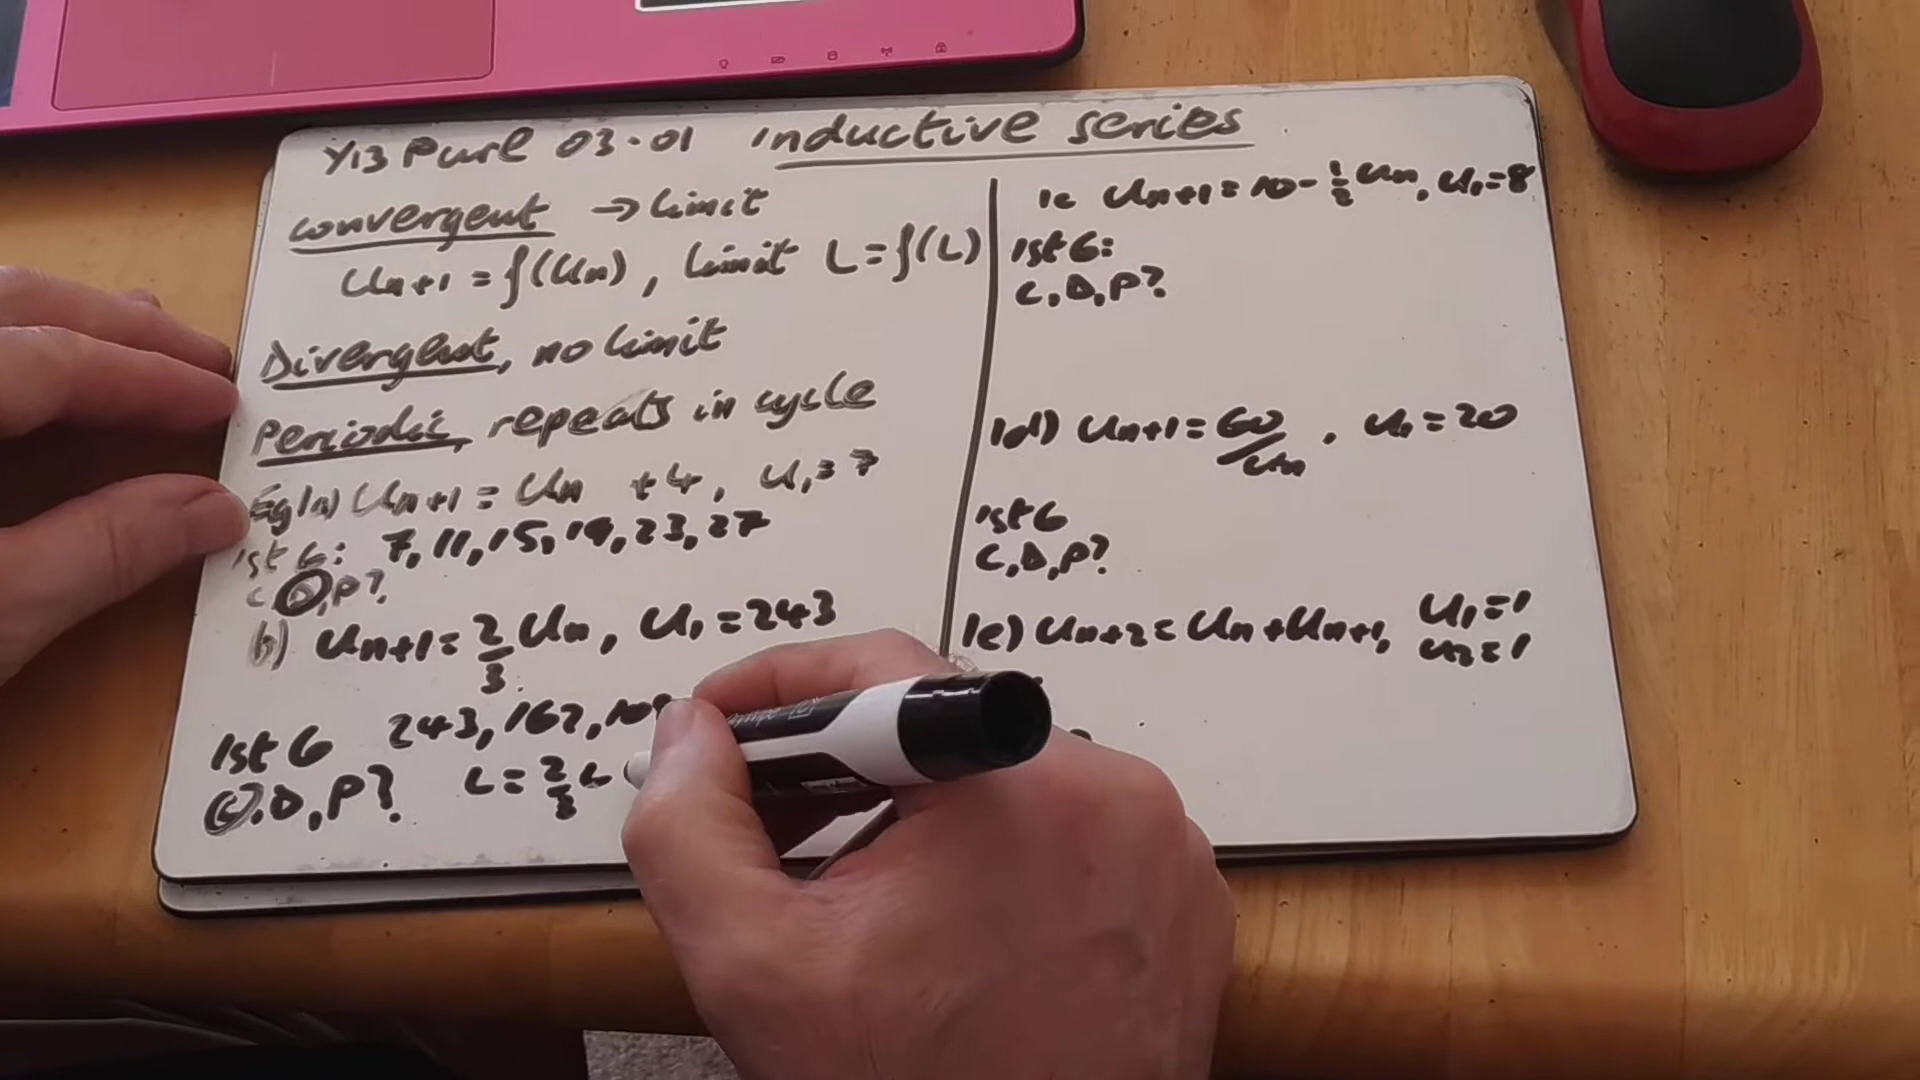 Y13 Pure 03.01 inductive series
convergent → limit
Un+1 = f(Un), limit L = f(L)
Divergent, no limit
Periodic, repeats in cycle
Eg 1a) Un+1 = Un + 4, U1 = 7
1st 6: 7, 11, 15, 19, 23, 27
C, D, P?
b) Un+1 = 2/3 Un, U1 = 243
1st 6 243, 162, 108
C, D, P? L = 2/3 L
1c Un+1 = 10 - 1/2 Un, U1 = 8
1st 6:
C, D, P?
1d) Un+1 = 60/Un, U1 = 20
1st 6
C, D, P?
1e) Un+2 = Un + Un+1, U1 = 1
U2 = 1